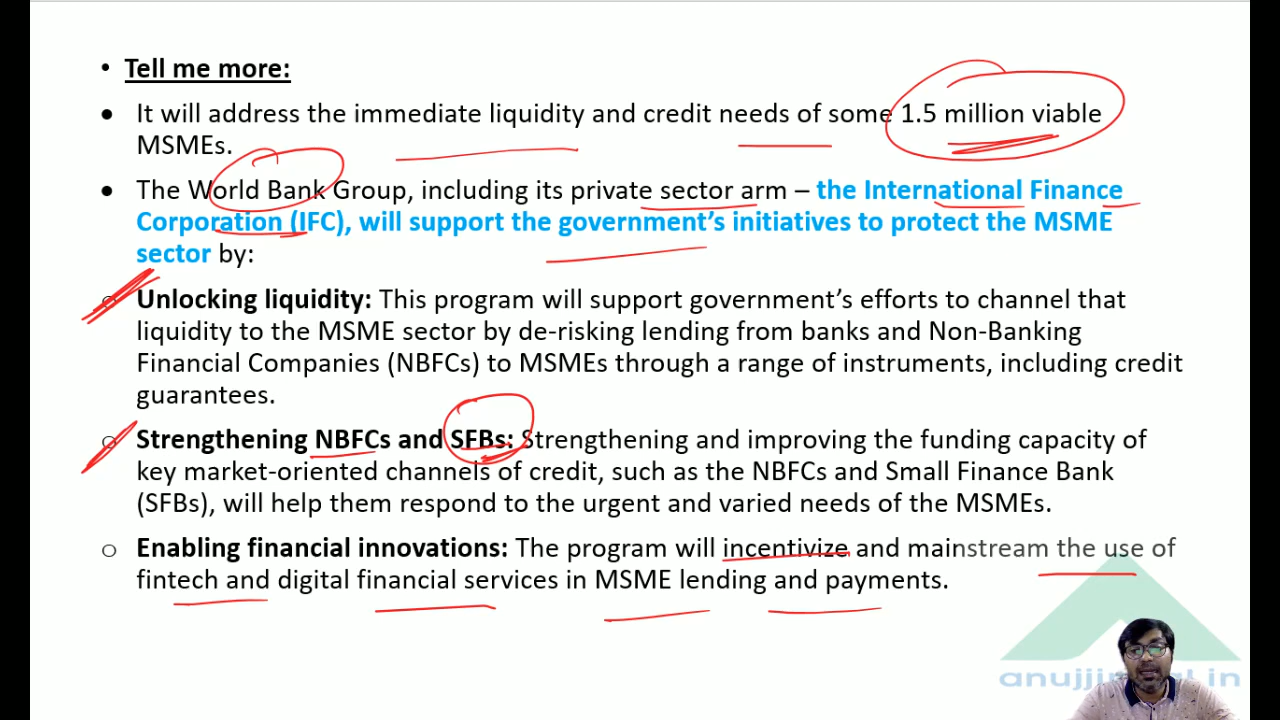 • Tell me more:
● It will address the immediate liquidity and credit needs of some 1.5 million viable
MSMEs.
● The World Bank Group, including its private sector arm – the International Finance
Corporation (IFC), will support the government’s initiatives to protect the MSME
sector by:
o Unlocking liquidity: This program will support government’s efforts to channel that
liquidity to the MSME sector by de-risking lending from banks and Non-Banking
Financial Companies (NBFCs) to MSMEs through a range of instruments, including credit
guarantees.
o Strengthening NBFCs and SFBs: Strengthening and improving the funding capacity of
key market-oriented channels of credit, such as the NBFCs and Small Finance Bank
(SFBs), will help them respond to the urgent and varied needs of the MSMEs.
o Enabling financial innovations: The program will incentivize and mainstream the use of
fintech and digital financial services in MSME lending and payments.